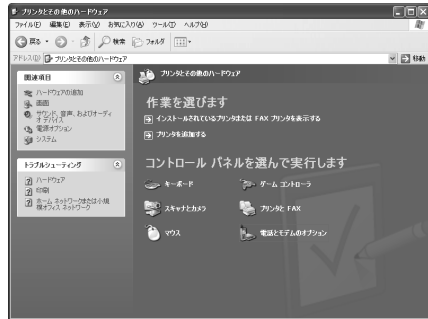 プリンタとその他のハードウェア
ファイル(F) 編集(E) 表示(V) お気に入り(A) ツール(T) ヘルプ(H)
戻る 検索 フォルダ
アドレス(D) プリンタとその他のハードウェア 移動
関連項目
ハードウェアの追加
画面
サウンド、音声、およびオーディオ デバイス
電源オプション
システム
トラブルシューティング
ハードウェア
印刷
ホーム ネットワークまたは小規模オフィス ネットワーク
プリンタとその他のハードウェア
作業を選びます
インストールされているプリンタまたは FAX プリンタを表示する
プリンタを追加する
コントロール パネルを選んで実行します
キーボード
ゲーム コントローラ
スキャナとカメラ
プリンタと FAX
マウス
電話とモデムのオプション